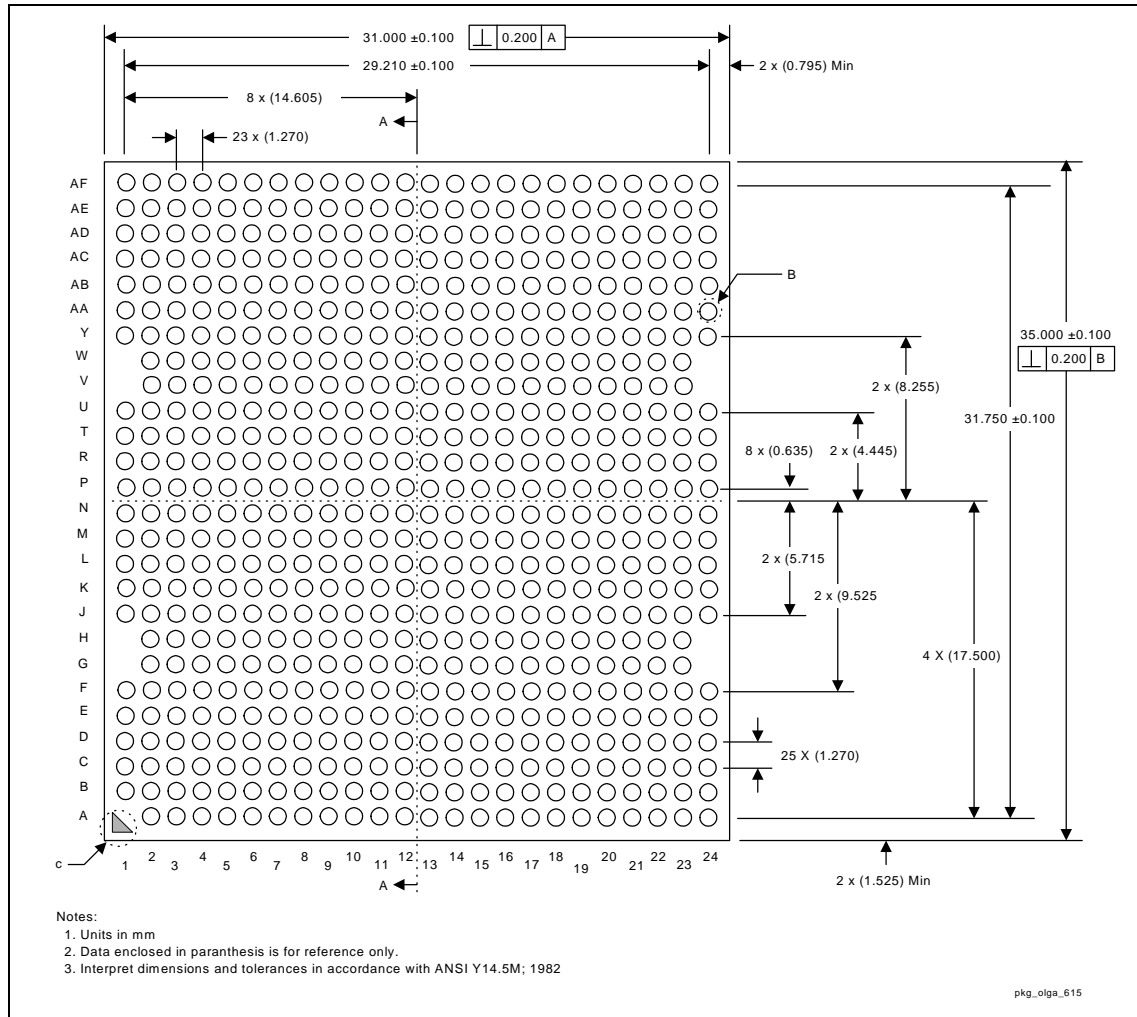 31.000 ±0.100 ⊥ 0.200 A
29.210 ±0.100
2 x (0.795) Min
8 x (14.605)
A
23 x (1.270)
AF
AE
AD
AC
AB
B
AA
Y
35.000 ±0.100
⊥ 0.200 B
W
2 x (8.255)
V
U
31.750 ±0.100
T
8 x (0.635)
2 x (4.445)
R
P
N
M
2 x (5.715
L
K
2 x (9.525
J
H
4 X (17.500)
G
F
E
D
25 X (1.270)
C
B
A
c
1 2 3 4 5 6 7 8 9 10 11 12 13 14 15 16 17 18 19 20 21 22 23 24
A
2 x (1.525) Min
Notes:
1. Units in mm
2. Data enclosed in paranthesis is for reference only.
3. Interpret dimensions and tolerances in accordance with ANSI Y14.5M; 1982
pkg_olga_615